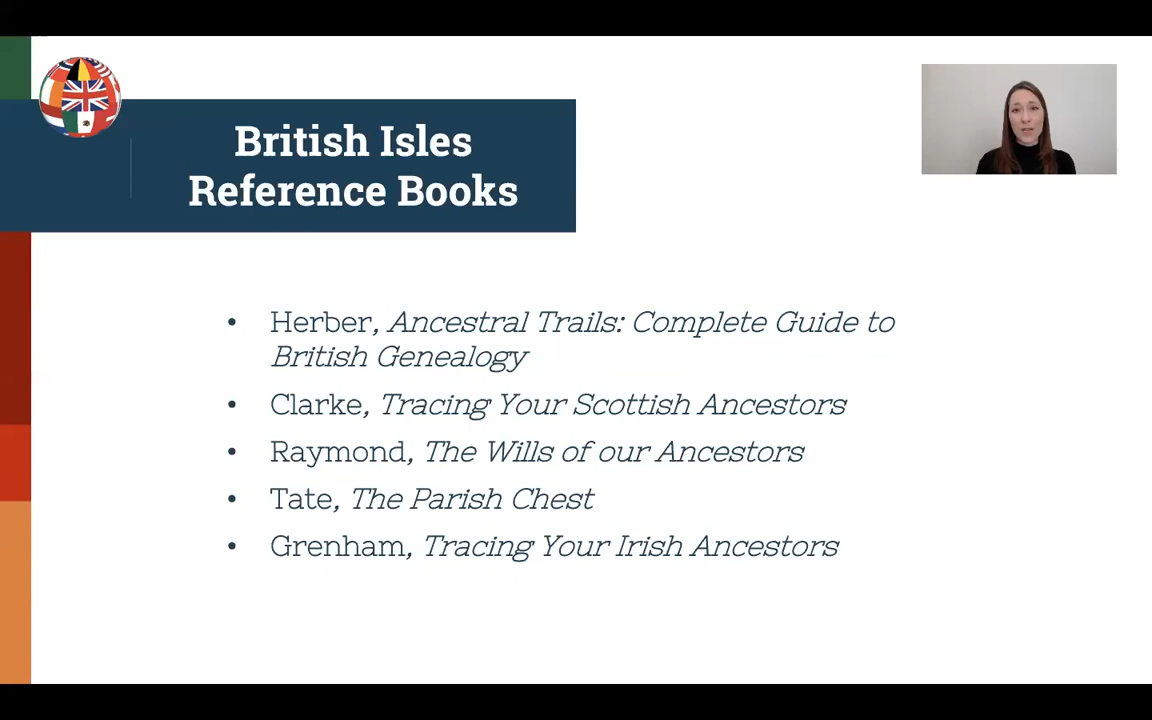 British Isles
Reference Books
• Herber, Ancestral Trails: Complete Guide to
British Genealogy
• Clarke, Tracing Your Scottish Ancestors
• Raymond, The Wills of our Ancestors
• Tate, The Parish Chest
• Grenham, Tracing Your Irish Ancestors